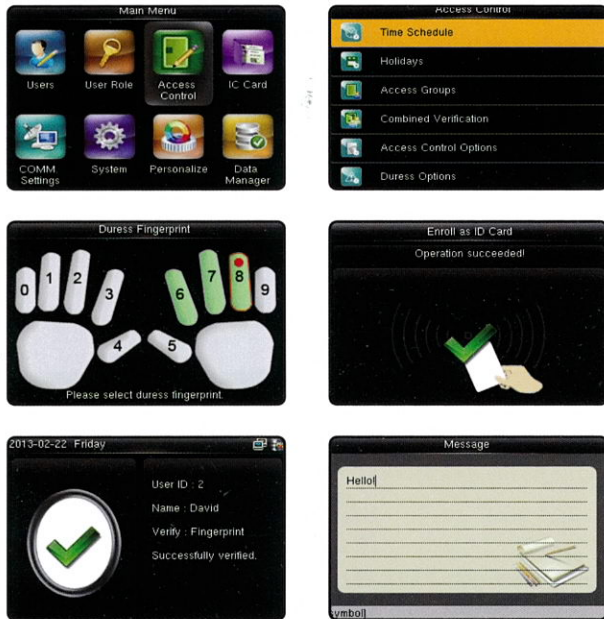 Main Menu
Users
User Role
Access
Control
IC Card
COMM.
Settings
System
Personalize
Data
Manager
Access Control
Time Schedule
Holidays
Access Groups
Combined Verification
Access Control Options
Duress Options
Duress Fingerprint
0 1 2 3 4 5 6 7 8 9
Please select duress fingerprint.
Enroll as ID Card
Operation succeeded!
2013-02-22 Friday
User ID : 2
Name : David
Verify : Fingerprint
Successfully verified.
Message
Hello!
symbol]